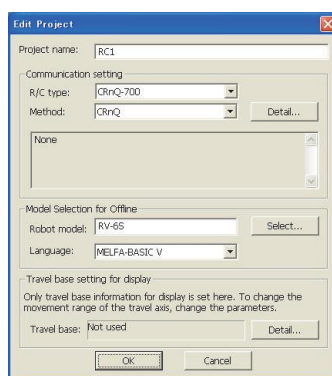 Edit Project
Project name: RC1
Communication setting
R/C type: CRnQ-700
Method: CRnQ Detail...
None
Model Selection for Offline
Robot model: RV-6S Select...
Language: MELFA-BASIC V
Travel base setting for display
Only travel base information for display is set here. To change the
movement range of the travel axis, change the parameters.
Travel base: Not used Detail...
OK Cancel